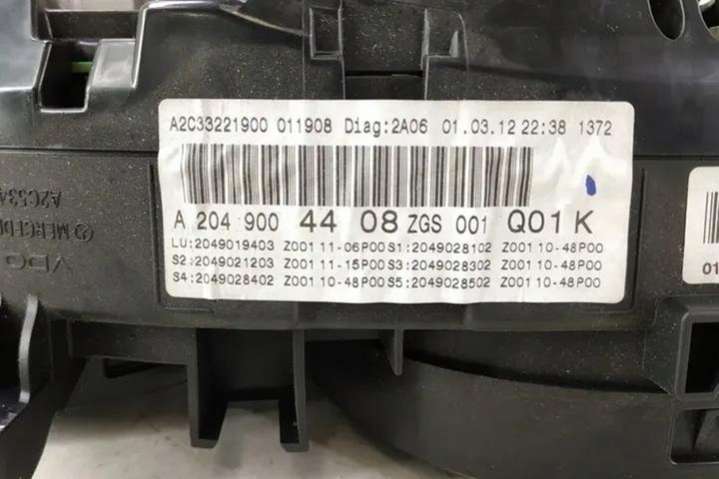 A2C33221900 011908 Diag:2A06 01.03.12 22:38 1372
A 204 900 44 08 ZGS 001 Q01 K
LU:2049019403 Z001 11-06P00 S1:2049028102 Z001 10-48P00
S2:2049021203 Z001 11-15P00 S3:2049028302 Z001 10-48P00
S4:2049028402 Z001 10-48P00 S5:2049028502 Z001 10-48P00
VDO
01